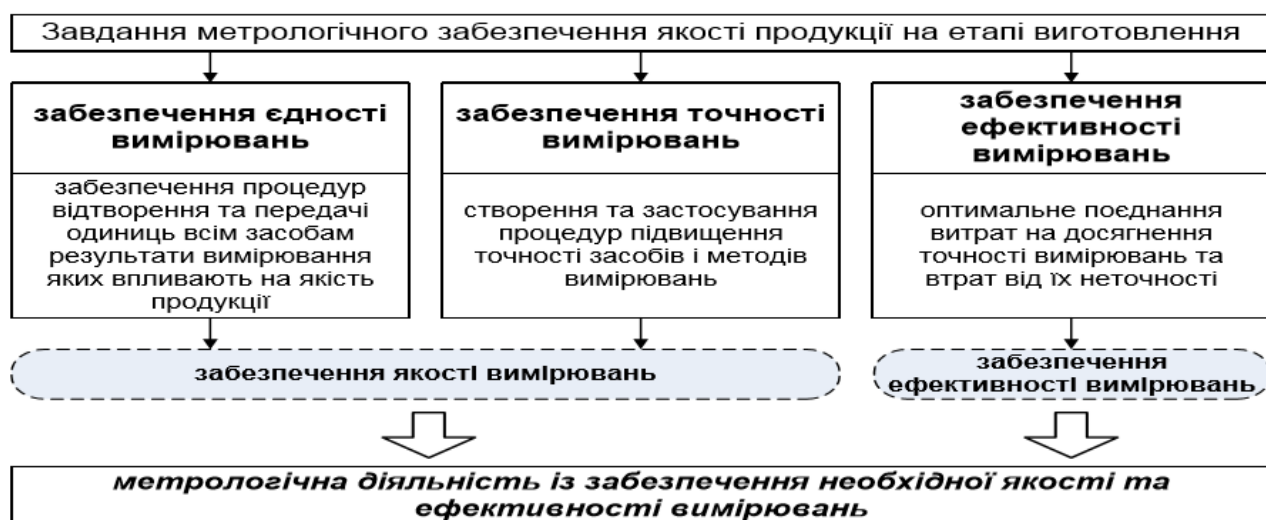 Завдання метрологічного забезпечення якості продукції на етапі виготовлення
забезпечення єдності
вимірювань
забезпечення процедур
відтворення та передачі
одиниць всім засобам
результати вимірювання
яких впливають на якість
продукції
забезпечення точності
вимірювань
створення та застосування
процедур підвищення
точності засобів і методів
вимірювань
забезпечення
ефективності
вимірювань
оптимальне поєднання
витрат на досягнення
точності вимірювань та
втрат від їх неточності
забезпечення якості вимірювань
забезпечення
ефективності вимірювань
метрологічна діяльність із забезпечення необхідної якості та
ефективності вимірювань